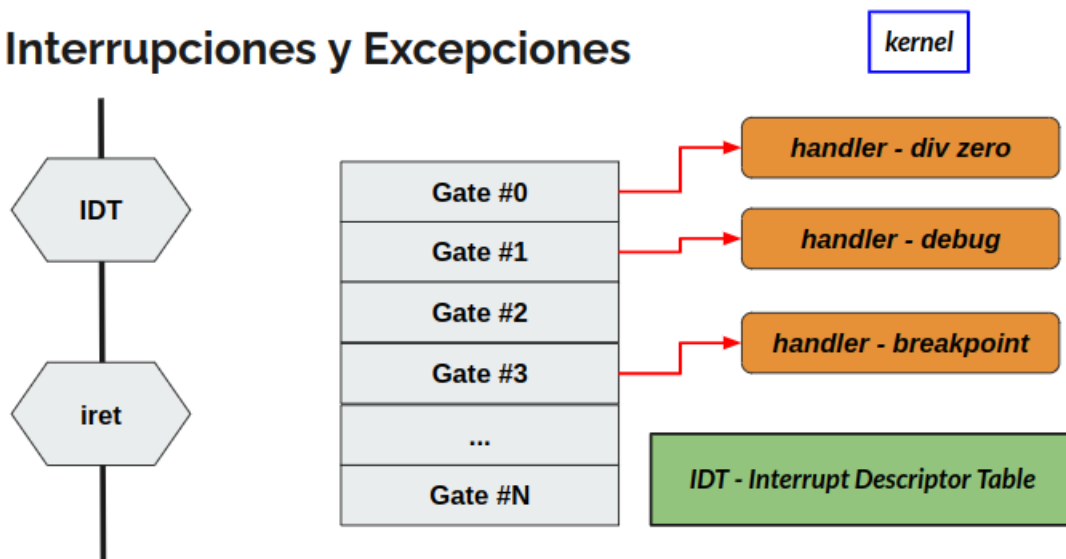 Interrupciones y Excepciones
kernel
IDT
iret
Gate #0
Gate #1
Gate #2
Gate #3
...
Gate #N
handler - div zero
handler - debug
handler - breakpoint
IDT - Interrupt Descriptor Table